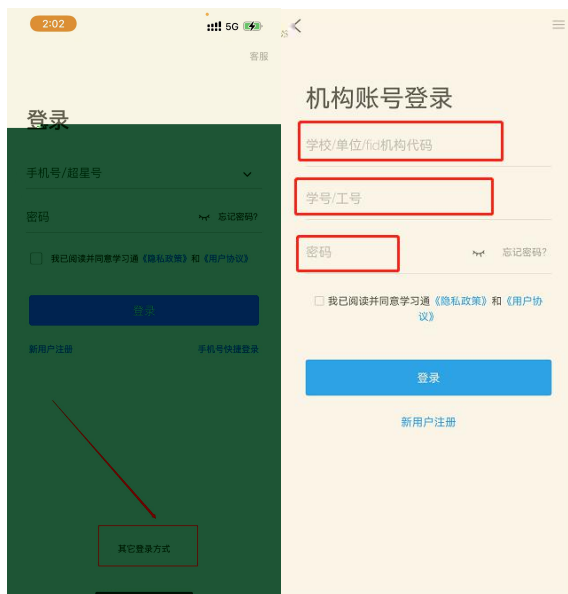 2:02
5G
客服
登录
手机号/超星号
密码
忘记密码?
我已阅读并同意学习通《隐私政策》和《用户协议》
登录
新用户注册
手机号快捷登录
其它登录方式
机构账号登录
学校/单位/fid机构代码
学号/工号
密码
忘记密码?
我已阅读并同意学习通《隐私政策》和《用户协
议》
登录
新用户注册